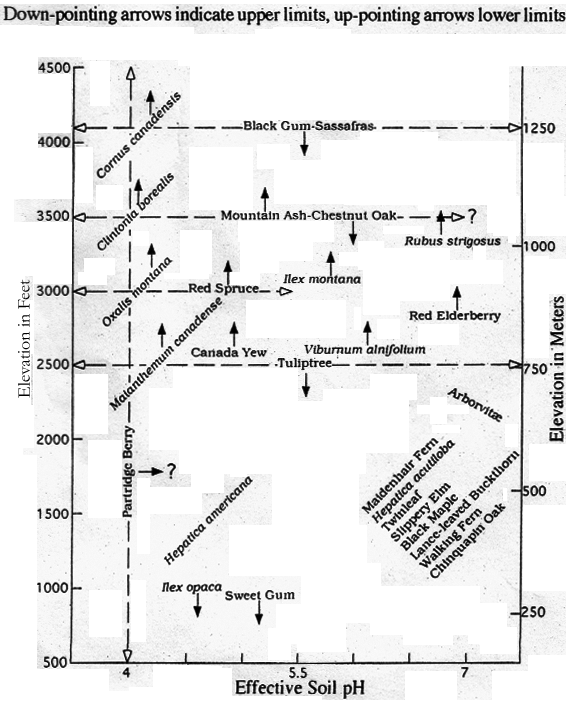 Down-pointing arrows indicate upper limits, up-pointing arrows lower limits
4500
Cornus canadensis
4000
Black Gum-Sassafras
1250
Clintonia borealis
3500
Mountain Ash-Chestnut Oak
?
Rubus strigosus
1000
Oxalis montana
Ilex montana
3000
Red Spruce
Red Elderberry
Maianthemum canadense
Canada Yew
Viburnum alnifolium
2500
Tuliptree
750
Arborvitæ
2000
Partridge Berry
?
Maidenhair Fern
Hepatica acutiloba
Twinleaf
Slippery Elm
Black Maple
Lance-leaved Buckthorn
Walking Fern
Chinquapin Oak
500
1500
Hepatica americana
1000
Ilex opaca
Sweet Gum
250
500
4
5.5
7
Effective Soil pH
Elevation in Feet
Elevation in Meters